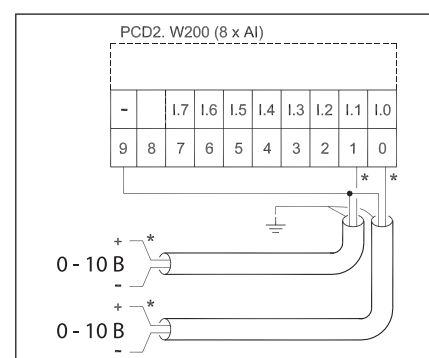 PCD2. W200 (8 x AI)
- I.7 I.6 I.5 I.4 I.3 I.2 I.1 I.0
9 8 7 6 5 4 3 2 1 0
* *
+ *
0 - 10 В
-
+ *
0 - 10 В
-